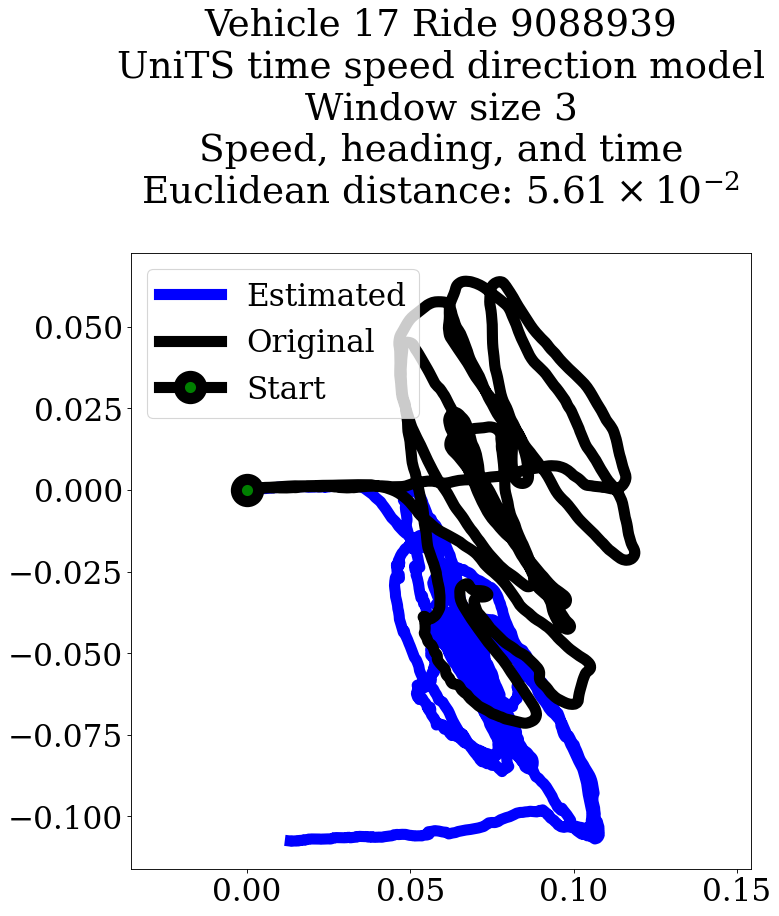 Vehicle 17 Ride 9088939
UniTS time speed direction model
Window size 3
Speed, heading, and time
Euclidean distance: 5.61 × 10⁻²
Estimated
Original
Start
0.050
0.025
0.000
−0.025
−0.050
−0.075
−0.100
0.00 0.05 0.10 0.15